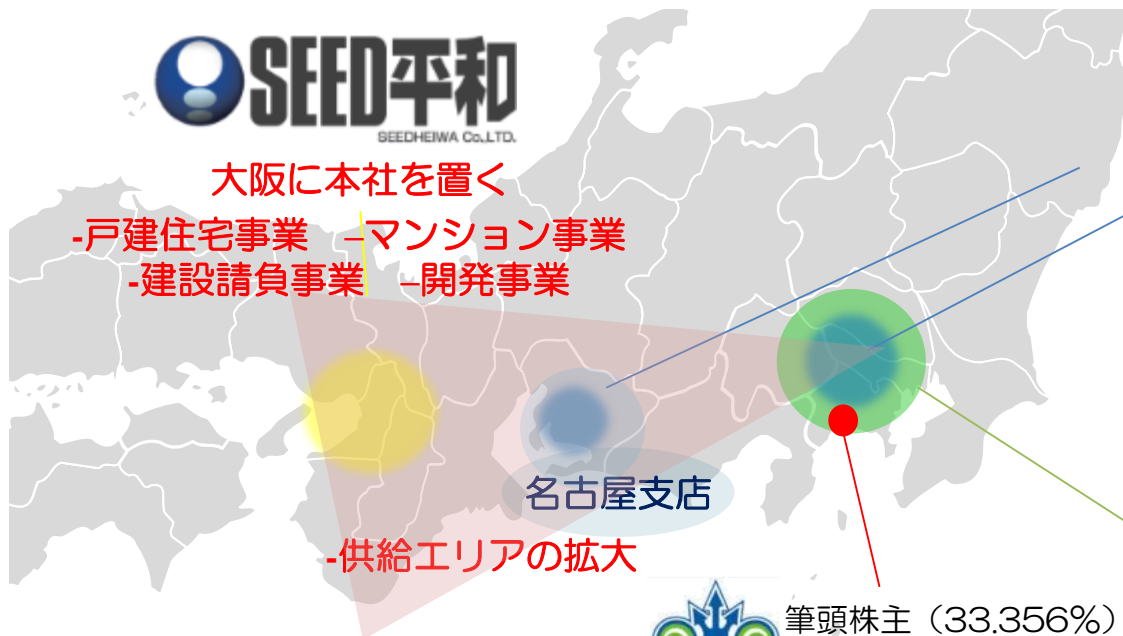 SEED平和
SEEDHEIWA Co.,LTD.
大阪に本社を置く
-戸建住宅事業　–マンション事業
-建設請負事業　–開発事業
名古屋支店
-供給エリアの拡大
筆頭株主（33.356%）